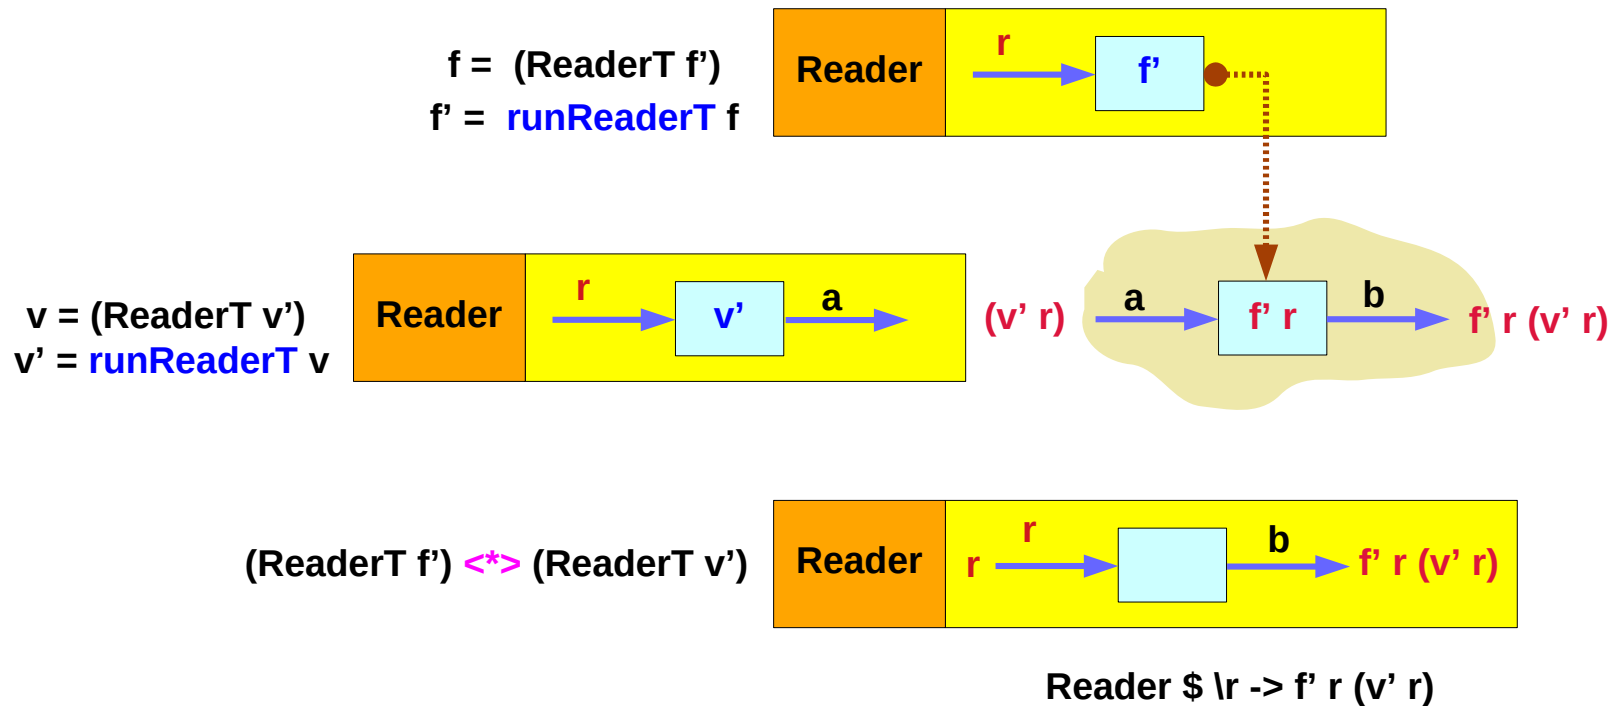 f = (ReaderT f’)
f’ = runReaderT f
Reader
r
f’
v = (ReaderT v’)
v’ = runReaderT v
Reader
r
v’
a
(v’ r)
a
f’ r
b
f’ r (v’ r)
(ReaderT f’) <*> (ReaderT v’)
Reader
r
r
b
f’ r (v’ r)
Reader $ \r -> f’ r (v’ r)